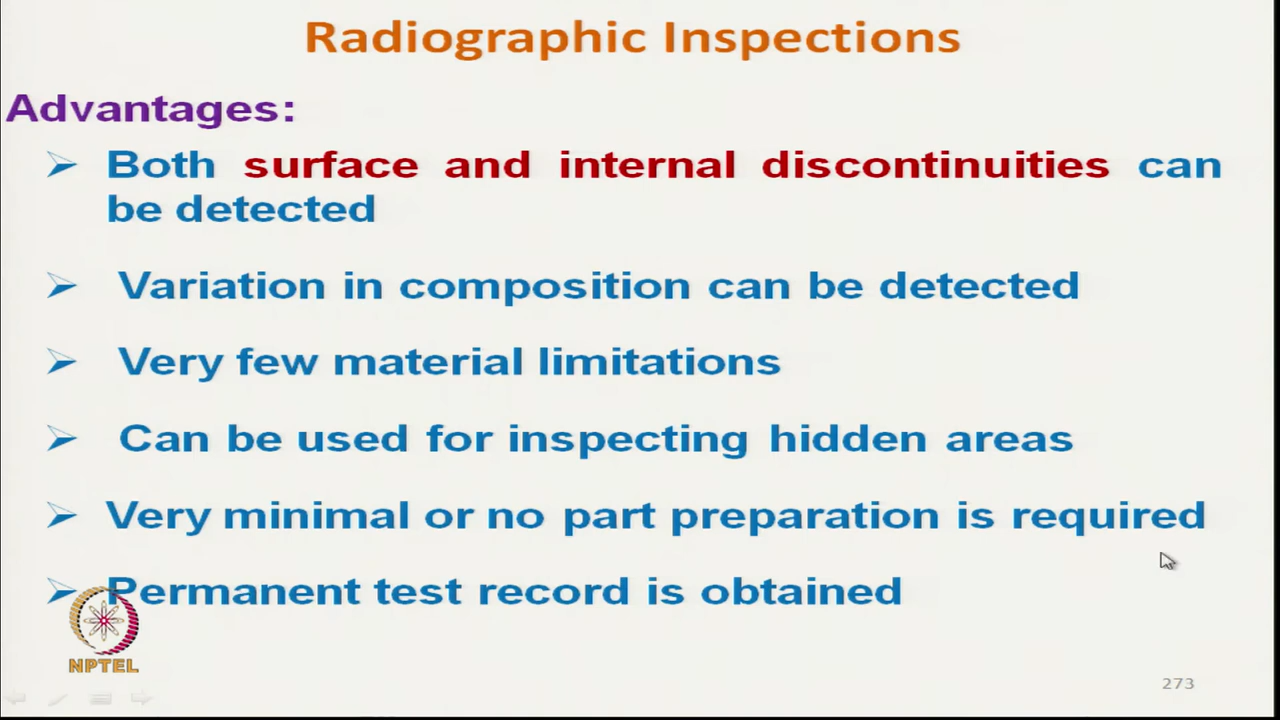 Radiographic Inspections
Advantages:
➢ Both surface and internal discontinuities can
be detected
➢ Variation in composition can be detected
➢ Very few material limitations
➢ Can be used for inspecting hidden areas
➢ Very minimal or no part preparation is required
➢ Permanent test record is obtained
NPTEL
273